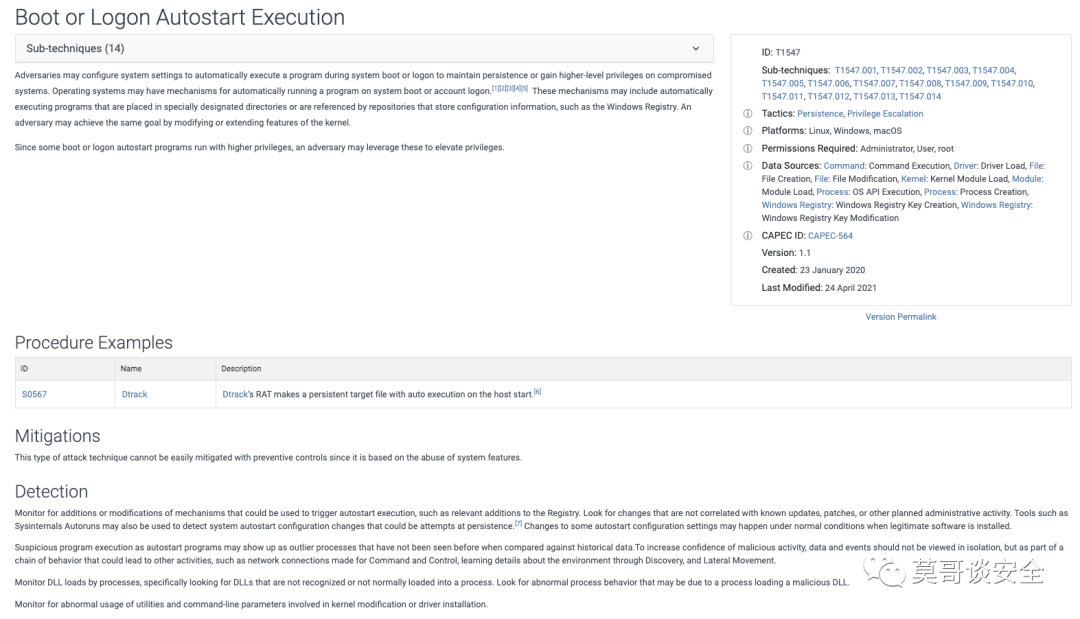 Boot or Logon Autostart Execution
Sub-techniques (14)
Adversaries may configure system settings to automatically execute a program during system boot or logon to maintain persistence or gain higher-level privileges on compromised
systems. Operating systems may have mechanisms for automatically running a program on system boot or account logon.[1][2][3][4][5] These mechanisms may include automatically
executing programs that are placed in specially designated directories or are referenced by repositories that store configuration information, such as the Windows Registry. An
adversary may achieve the same goal by modifying or extending features of the kernel.
Since some boot or logon autostart programs run with higher privileges, an adversary may leverage these to elevate privileges.
ID: T1547
Sub-techniques: T1547.001, T1547.002, T1547.003, T1547.004,
T1547.005, T1547.006, T1547.007, T1547.008, T1547.009, T1547.010,
T1547.011, T1547.012, T1547.013, T1547.014
Tactics: Persistence, Privilege Escalation
Platforms: Linux, Windows, macOS
Permissions Required: Administrator, User, root
Data Sources: Command: Command Execution, Driver: Driver Load, File:
File Creation, File: File Modification, Kernel: Kernel Module Load, Module:
Module Load, Process: OS API Execution, Process: Process Creation,
Windows Registry: Windows Registry Key Creation, Windows Registry:
Windows Registry Key Modification
CAPEC ID: CAPEC-564
Version: 1.1
Created: 23 January 2020
Last Modified: 24 April 2021
Version Permalink
Procedure Examples
ID Name Description
S0567 Dtrack Dtrack's RAT makes a persistent target file with auto execution on the host start.[6]
Mitigations
This type of attack technique cannot be easily mitigated with preventive controls since it is based on the abuse of system features.
Detection
Monitor for additions or modifications of mechanisms that could be used to trigger autostart execution, such as relevant additions to the Registry. Look for changes that are not correlated with known updates, patches, or other planned administrative activity. Tools such as
Sysinternals Autoruns may also be used to detect system autostart configuration changes that could be attempts at persistence.[7] Changes to some autostart configuration settings may happen under normal conditions when legitimate software is installed.
Suspicious program execution as autostart programs may show up as outlier processes that have not been seen before when compared against historical data.To increase confidence of malicious activity, data and events should not be viewed in isolation, but as part of a
chain of behavior that could lead to other activities, such as network connections made for Command and Control, learning details about the environment through Discovery, and Lateral Movement.
Monitor DLL loads by processes, specifically looking for DLLs that are not recognized or not normally loaded into a process. Look for abnormal process behavior that may be due to a process loading a malicious DLL.
Monitor for abnormal usage of utilities and command-line parameters involved in kernel modification or driver installation.
莫哥谈安全